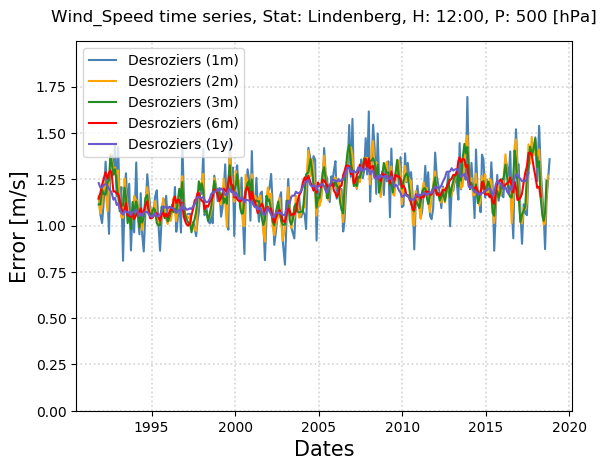 Wind_Speed time series, Stat: Lindenberg, H: 12:00, P: 500 [hPa]
Desroziers (1m)
Desroziers (2m)
Desroziers (3m)
Desroziers (6m)
Desroziers (1y)
Error [m/s]
1.75
1.50
1.25
1.00
0.75
0.50
0.25
0.00
1995 2000 2005 2010 2015 2020
Dates